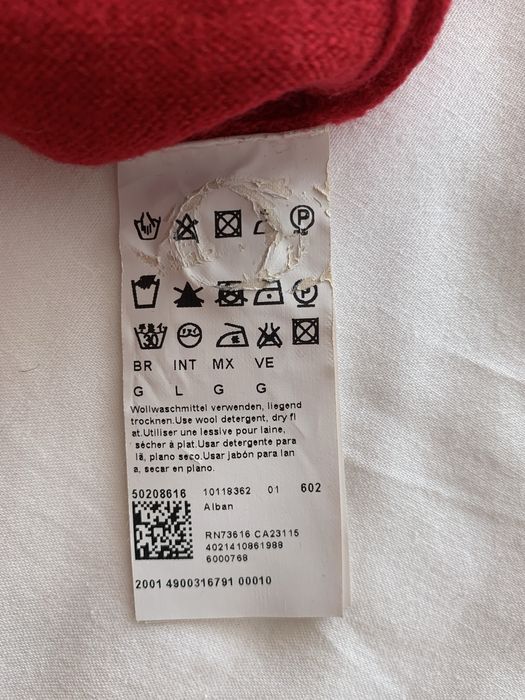 P
P
30
BR INT MX VE
G L G G
Wollwaschmittel verwenden, liegend
trocknen.Use wool detergent, dry fl
at.Utiliser une lessive pour laine,
sécher à plat.Usar detergente para
lã, plano seco.Usar jabón para lan
a, secar en plano.
50208616 10118362 01 602
Alban
RN73616 CA23115
4021410861988
6000768
2001 4900316791 00010